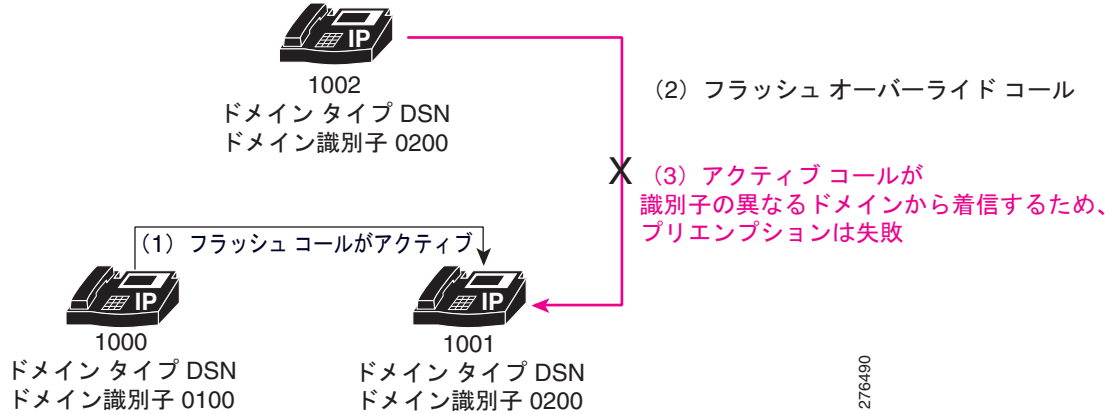 IP
1002
ドメイン タイプ DSN
ドメイン識別子 0200
(2) フラッシュ オーバーライド コール
X
(3) アクティブ コールが
識別子の異なるドメインから着信するため、
プリエンプションは失敗
(1) フラッシュ コールがアクティブ
IP
1000
ドメイン タイプ DSN
ドメイン識別子 0100
IP
1001
ドメイン タイプ DSN
ドメイン識別子 0200
276490